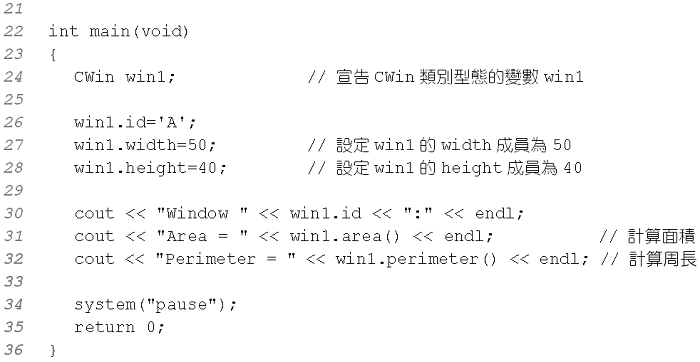 21
22 int main(void)
23 {
24 CWin win1; // 宣告 CWin 類別型態的變數 win1
25
26 win1.id='A';
27 win1.width=50; // 設定 win1 的 width 成員為 50
28 win1.height=40; // 設定 win1 的 height 成員為 40
29
30 cout << "Window " << win1.id << ":" << endl;
31 cout << "Area = " << win1.area() << endl; // 計算面積
32 cout << "Perimeter = " << win1.perimeter() << endl; // 計算周長
33
34 system("pause");
35 return 0;
36 }